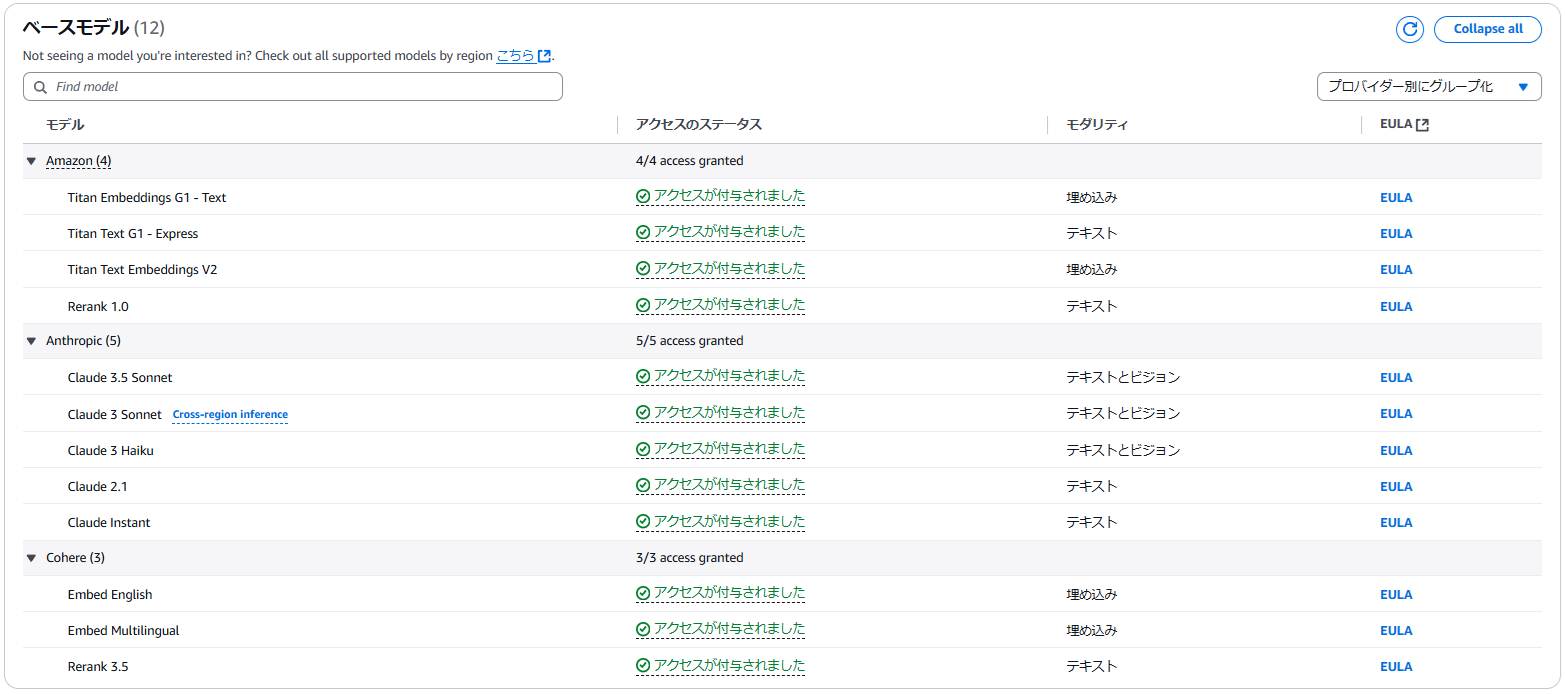 ベースモデル (12)
Collapse all
Not seeing a model you're interested in? Check out all supported models by region こちら.
Find model
プロバイダー別にグループ化
モデル アクセスのステータス モダリティ EULA
Amazon (4) 4/4 access granted
Titan Embeddings G1 - Text アクセスが付与されました 埋め込み EULA
Titan Text G1 - Express アクセスが付与されました テキスト EULA
Titan Text Embeddings V2 アクセスが付与されました 埋め込み EULA
Rerank 1.0 アクセスが付与されました テキスト EULA
Anthropic (5) 5/5 access granted
Claude 3.5 Sonnet アクセスが付与されました テキストとビジョン EULA
Claude 3 Sonnet Cross-region inference アクセスが付与されました テキストとビジョン EULA
Claude 3 Haiku アクセスが付与されました テキストとビジョン EULA
Claude 2.1 アクセスが付与されました テキスト EULA
Claude Instant アクセスが付与されました テキスト EULA
Cohere (3) 3/3 access granted
Embed English アクセスが付与されました 埋め込み EULA
Embed Multilingual アクセスが付与されました 埋め込み EULA
Rerank 3.5 アクセスが付与されました テキスト EULA